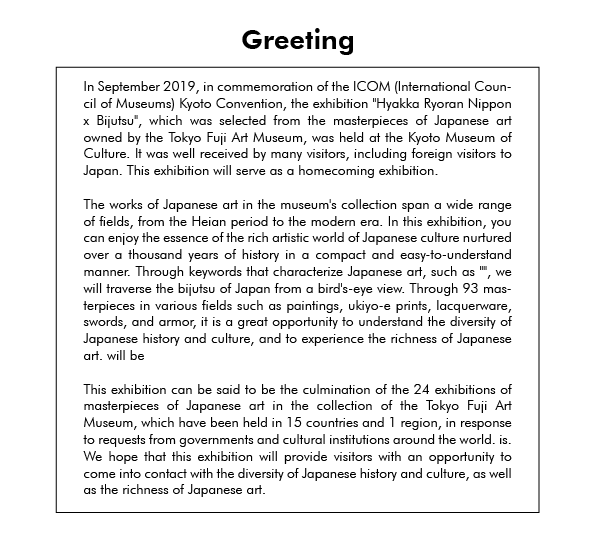 Greeting
In September 2019, in commemoration of the ICOM (International Coun-
cil of Museums) Kyoto Convention, the exhibition "Hyakka Ryoran Nippon
x Bijutsu", which was selected from the masterpieces of Japanese art
owned by the Tokyo Fuji Art Museum, was held at the Kyoto Museum of
Culture. It was well received by many visitors, including foreign visitors to
Japan. This exhibition will serve as a homecoming exhibition.
The works of Japanese art in the museum's collection span a wide range
of fields, from the Heian period to the modern era. In this exhibition, you
can enjoy the essence of the rich artistic world of Japanese culture nurtured
over a thousand years of history in a compact and easy-to-understand
manner. Through keywords that characterize Japanese art, such as "", we
will traverse the bijutsu of Japan from a bird's-eye view. Through 93 mas-
terpieces in various fields such as paintings, ukiyo-e prints, lacquerware,
swords, and armor, it is a great opportunity to understand the diversity of
Japanese history and culture, and to experience the richness of Japanese
art. will be
This exhibition can be said to be the culmination of the 24 exhibitions of
masterpieces of Japanese art in the collection of the Tokyo Fuji Art
Museum, which have been held in 15 countries and 1 region, in response
to requests from governments and cultural institutions around the world. is.
We hope that this exhibition will provide visitors with an opportunity to
come into contact with the diversity of Japanese history and culture, as well
as the richness of Japanese art.